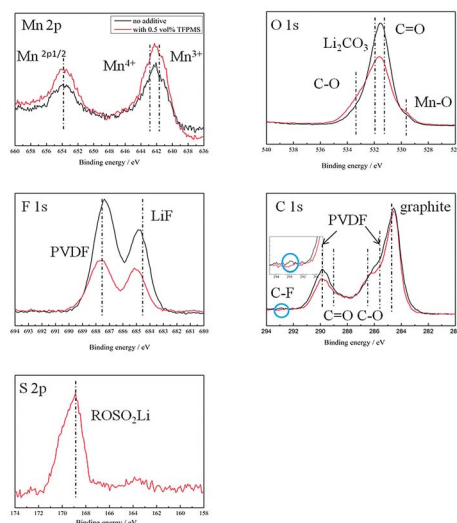 Mn 2p
no additive
with 0.5 vol% TFPMS
Mn 2p1/2
Mn4+
Mn3+
660 658 656 654 652 650 648 646 644 642 640 638 636
Binding energy / eV
O 1s
C=O
Li2CO3
C-O
Mn-O
540 538 536 534 532 530 528 52
Binding energy / eV
F 1s
LiF
PVDF
694 693 692 691 690 689 688 687 686 685 684 683 682 681 680
Binding energy / eV
C 1s
PVDF
graphite
C-F
C=O
C-O
294 292 290 288 286 284 282 28
Binding energy / eV
S 2p
ROSO2Li
174 172 170 168 166 164 162 160 158
Binding energy / eV